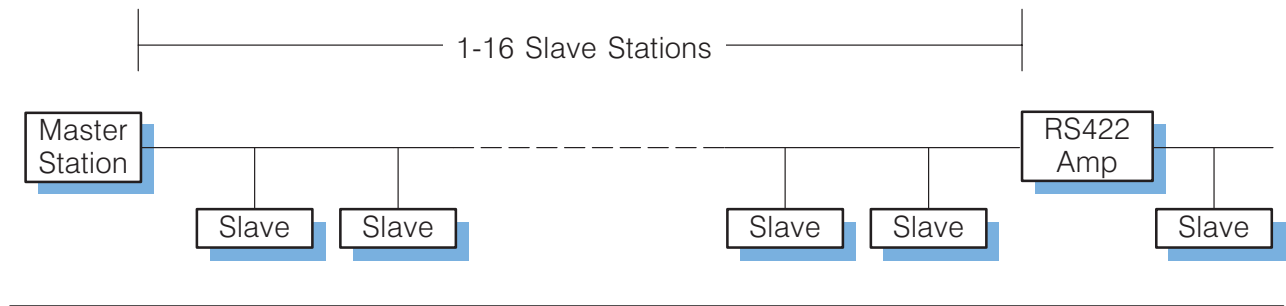 1-16 Slave Stations
Master
Station
RS422
Amp
Slave
Slave
Slave
Slave
Slave